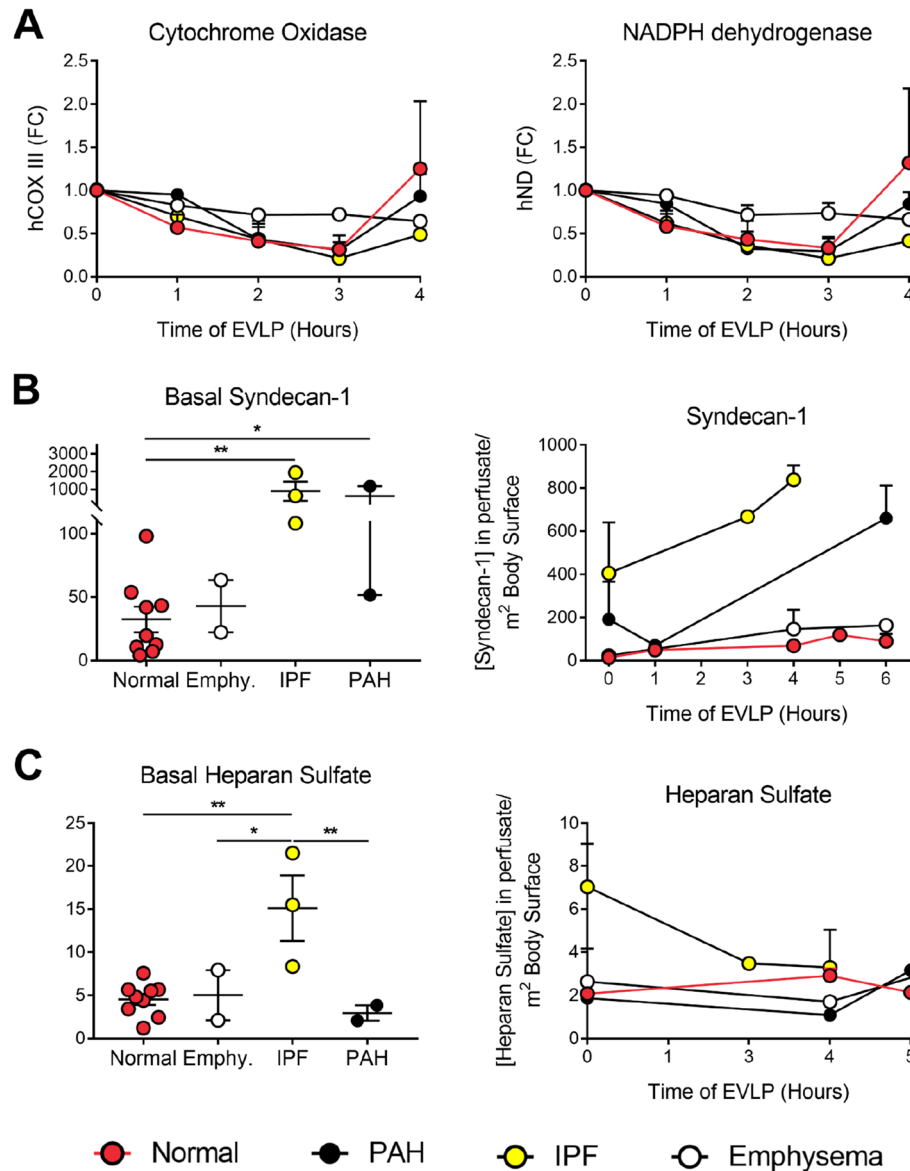 A
Cytochrome Oxidase
NADPH dehydrogenase
hCOX III (FC)
2.5
2.0
1.5
1.0
0.5
0.0
0 1 2 3 4
Time of EVLP (Hours)
hND (FC)
2.5
2.0
1.5
1.0
0.5
0.0
0 1 2 3 4
Time of EVLP (Hours)
B
Basal Syndecan-1
*
**
3000
2000
1000
100
50
0
Normal Emphy. IPF PAH
Syndecan-1
[Syndecan-1] in perfusate/
m² Body Surface
1000
800
600
400
200
0
0 1 2 3 4 5 6
Time of EVLP (Hours)
C
Basal Heparan Sulfate
**
* **
25
20
15
10
5
0
Normal Emphy. IPF PAH
Heparan Sulfate
[Heparan Sulfate] in perfusate/
m² Body Surface
10
8
6
4
2
0
0 3 4 5
Time of EVLP (Hours)
Normal PAH IPF Emphysema